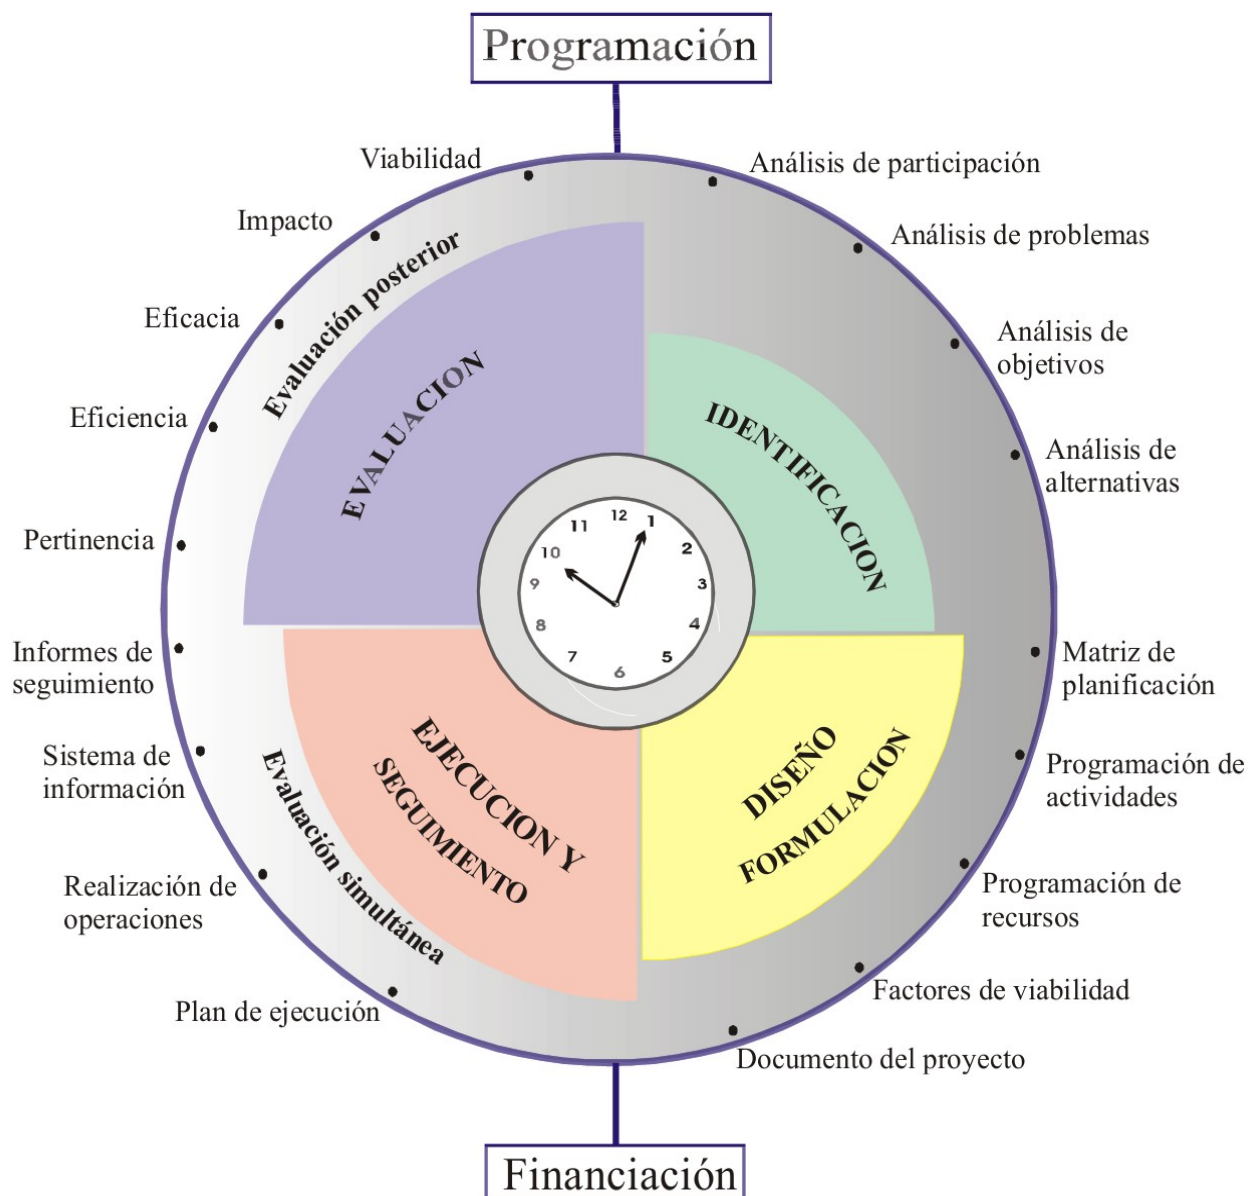 Programación
Viabilidad
Análisis de participación
Impacto
Análisis de problemas
Evaluación posterior
Eficacia
Análisis de
objetivos
EVALUACION
IDENTIFICACION
Eficiencia
Análisis de
alternativas
12
1
2
3
4
5
6
7
8
9
10
11
Pertinencia
Informes de
seguimiento
Matriz de
planificación
Sistema de
información
Programación de
actividades
EJECUCION Y
SEGUIMIENTO
DISEÑO
FORMULACION
Evaluación simultánea
Realización de
operaciones
Programación de
recursos
Plan de ejecución
Factores de viabilidad
Documento del proyecto
Financiación